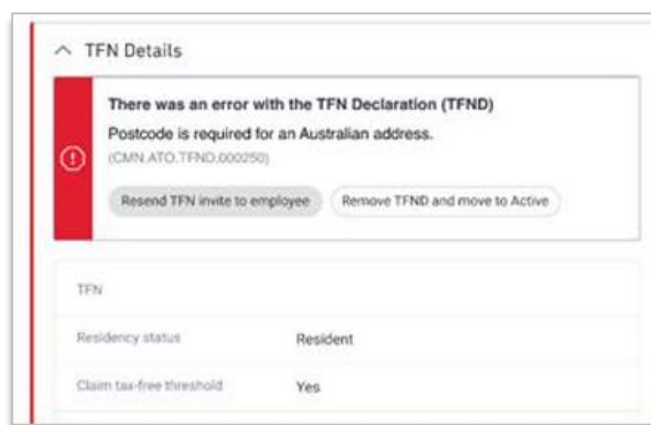 TFN Details
There was an error with the TFN Declaration (TFND)
Postcode is required for an Australian address.
(CMN.ATO.TFND.000250)
Resend TFN invite to employee Remove TFND and move to Active
TFN
Residency status Resident
Claim tax-free threshold Yes